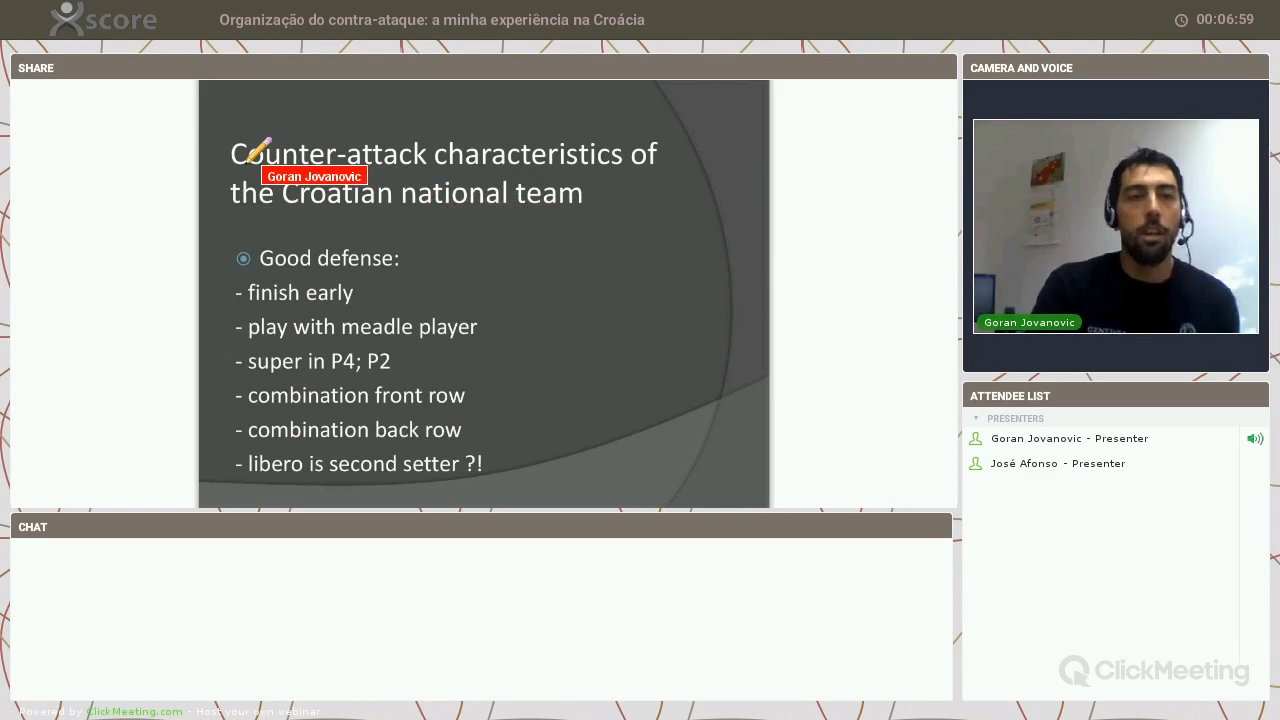 xscore
Organização do contra-ataque: a minha experiência na Croácia
00:06:59
SHARE
Counter-attack characteristics of
Goran Jovanovic
the Croatian national team
Good defense:
- finish early
- play with meadle player
- super in P4; P2
- combination front row
- combination back row
- libero is second setter ?!
CAMERA AND VOICE
Goran Jovanovic
ATTENDEE LIST
PRESENTERS
Goran Jovanovic - Presenter
José Afonso - Presenter
CHAT
ClickMeeting
Powered by ClickMeeting.com - Host your own webinar